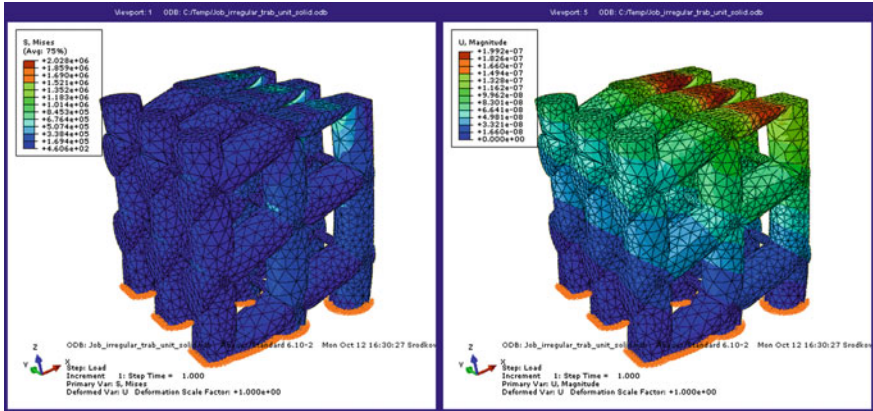 Viewport: 1 ODB: C:/Temp/Job_irregular_trab_unit_solid.odb
S, Mises
(Avg: 75%)
+2.028e+06
+1.859e+06
+1.690e+06
+1.521e+06
+1.352e+06
+1.183e+06
+1.014e+06
+8.453e+05
+6.764e+05
+5.074e+05
+3.384e+05
+1.694e+05
+4.606e+02
Z
Y
X
ODB: Job_irregular_trab_unit_solid. /Standard 6.10-2 Mon Oct 12 16:30:27 Srodkov
Step: Load
Increment 1: Step Time = 1.000
Primary Var: S, Mises
Deformed Var: U Deformation Scale Factor: +1.000e+00
Viewport: 5 ODB: C:/Temp/Job_irregular_trab_unit_solid.odb
U, Magnitude
+1.992e-07
+1.826e-07
+1.660e-07
+1.494e-07
+1.328e-07
+1.162e-07
+9.962e-08
+8.301e-08
+6.641e-08
+4.981e-08
+3.321e-08
+1.660e-08
+0.000e+00
Z
Y
X
ODB: Job_irregular_trab_unit_solid. /Standard 6.10-2 Mon Oct 12 16:30:27 Srodkov
Step: Load
Increment 1: Step Time = 1.000
Primary Var: U, Magnitude
Deformed Var: U Deformation Scale Factor: +1.000e+00